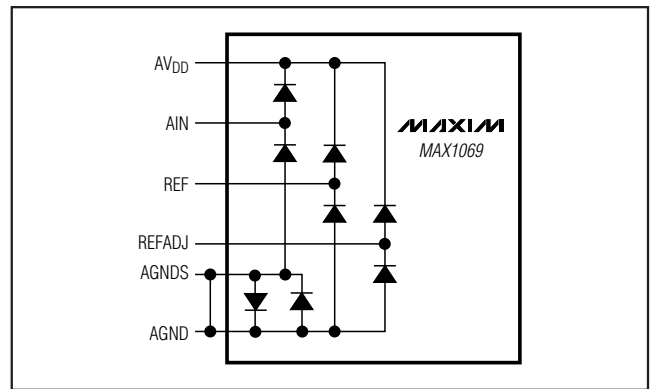 AVDD
AIN
MAXIM
MAX1069
REF
REFADJ
AGNDS
AGND